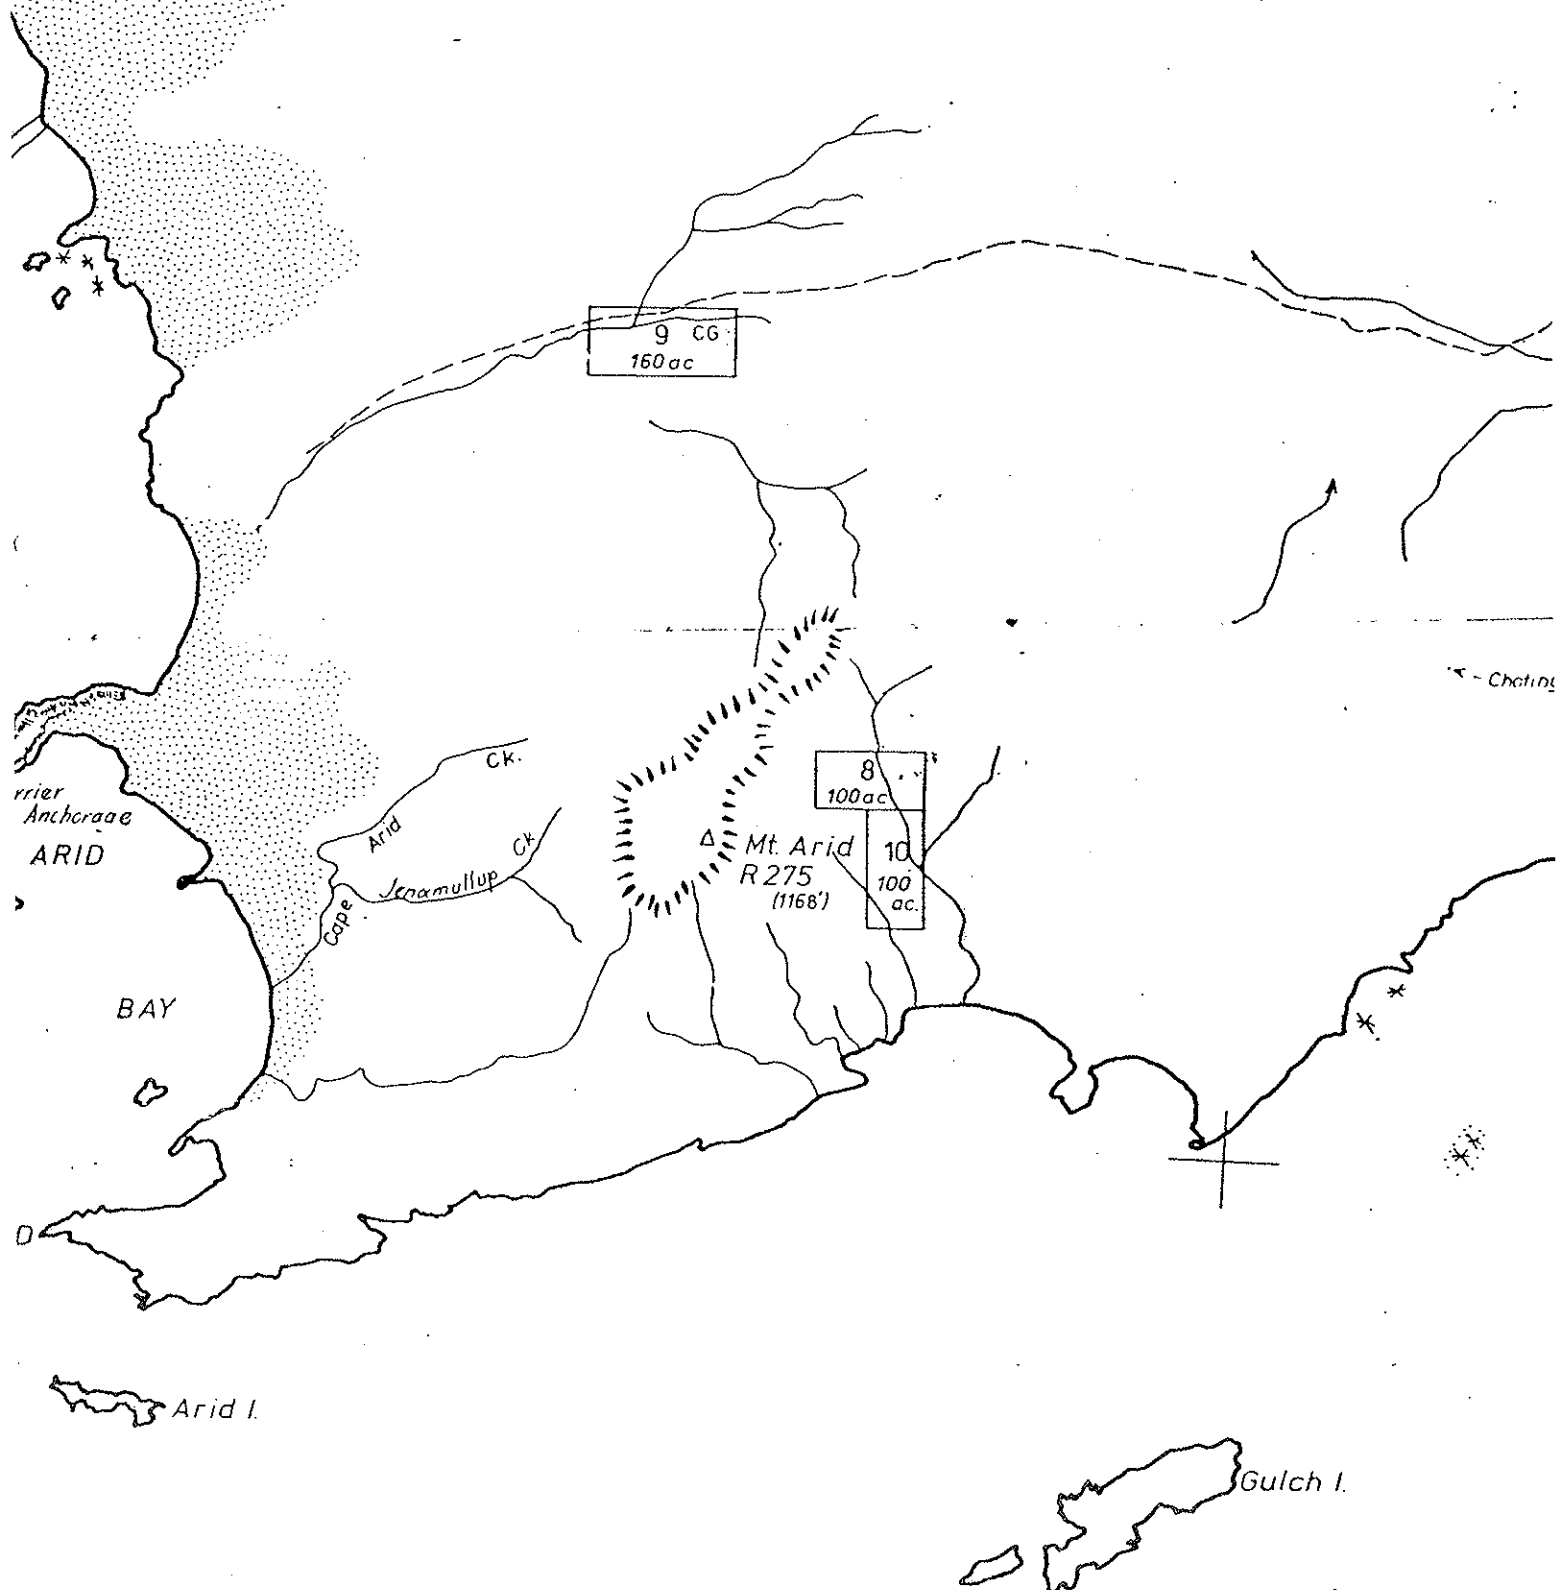 9 CG
160 ac
Chating
Ck.
8
100 ac
Anchorage
ARID
Arid
Ck
Mt. Arid
R 275
(1168')
10
100
ac.
Jenamullup
Cape
BAY
Arid I.
Gulch I.